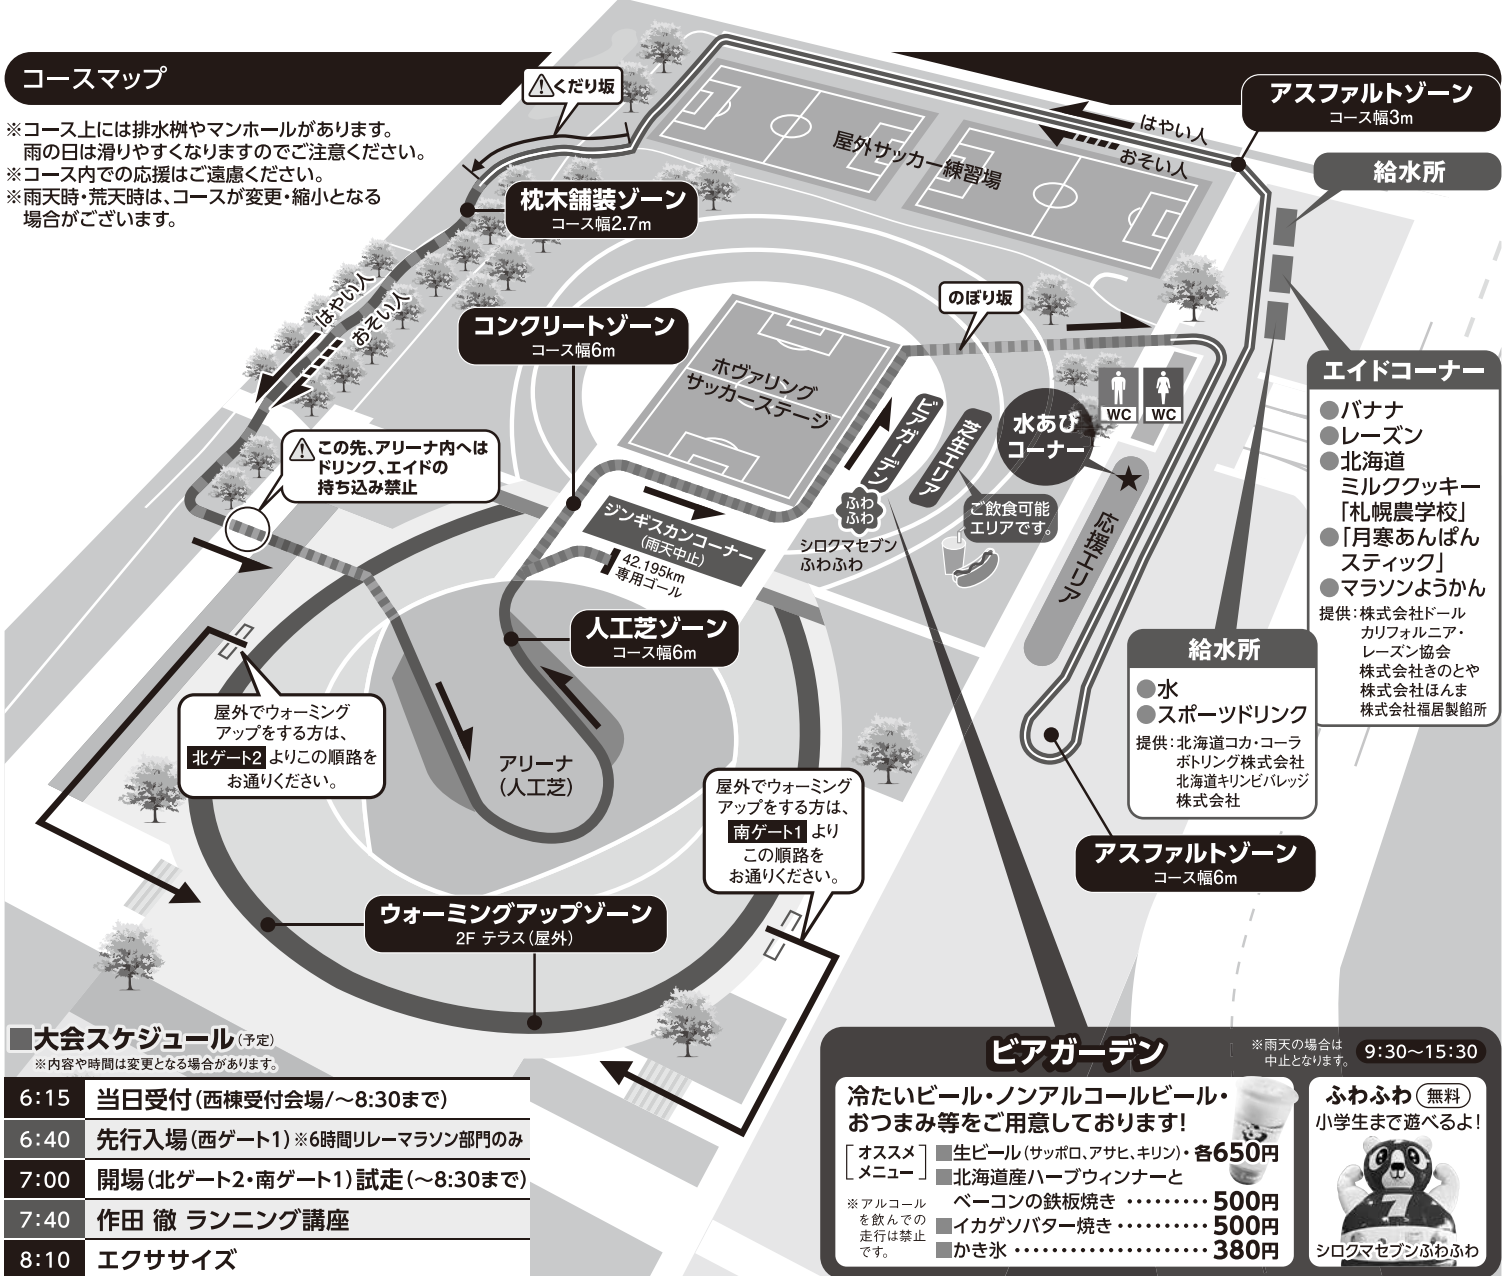 コースマップ
※コース上には排水桝やマンホールがあります。
雨の日は滑りやすくなりますのでご注意ください。
※コース内での応援はご遠慮ください。
※雨天時・荒天時は、コースが変更・縮小となる
場合がございます。
くだり坂
枕木舗装ゾーン
コース幅2.7m
屋外サッカー練習場
はやい人
おそい人
アスファルトゾーン
コース幅3m
給水所
のぼり坂
コンクリートゾーン
コース幅6m
ホヴァリング
サッカーステージ
はやい人
おそい人
この先、アリーナ内へは
ドリンク、エイドの
持ち込み禁止
ジンギスカンコーナー
(雨天中止)
42.195km
専用ゴール
ビアガーデン
芝生エリア
ふわ
ふわ
シロクマセブン
ふわふわ
ご飲食可能
エリアです。
水あび
コーナー
WC
WC
応援エリア
エイドコーナー
●バナナ
●レーズン
●北海道
ミルククッキー
「札幌農学校」
●「月寒あんぱん
スティック」
●マラソンようかん
提供:株式会社ドール
カリフォルニア・
レーズン協会
株式会社きのとや
株式会社ほんま
株式会社福居製餡所
給水所
●水
●スポーツドリンク
提供:北海道コカ・コーラ
ボトリング株式会社
北海道キリンビバレッジ
株式会社
人工芝ゾーン
コース幅6m
アリーナ
(人工芝)
屋外でウォーミング
アップをする方は、
北ゲート2 よりこの順路を
お通りください。
屋外でウォーミング
アップをする方は、
南ゲート1 より
この順路を
お通りください。
アスファルトゾーン
コース幅6m
ウォーミングアップゾーン
2F テラス(屋外)
■大会スケジュール(予定)
※内容や時間は変更となる場合があります。
6:15 当日受付(西棟受付会場/～8:30まで)
6:40 先行入場(西ゲート1)※6時間リレーマラソン部門のみ
7:00 開場(北ゲート2・南ゲート1)試走(～8:30まで)
7:40 作田 徹 ランニング講座
8:10 エクササイズ
ビアガーデン
※雨天の場合は
中止となります。
9:30～15:30
冷たいビール・ノンアルコールビール・
おつまみ等をご用意しております!
オススメ
メニュー
■生ビール(サッポロ、アサヒ、キリン)・各650円
■北海道産ハーブウィンナーと
ベーコンの鉄板焼き ………500円
■イカゲソバター焼き………500円
■かき氷 …………………380円
※アルコール
を飲んでの
走行は禁止
です。
ふわふわ 無料
小学生まで遊べるよ!
7
シロクマセブンふわふわ